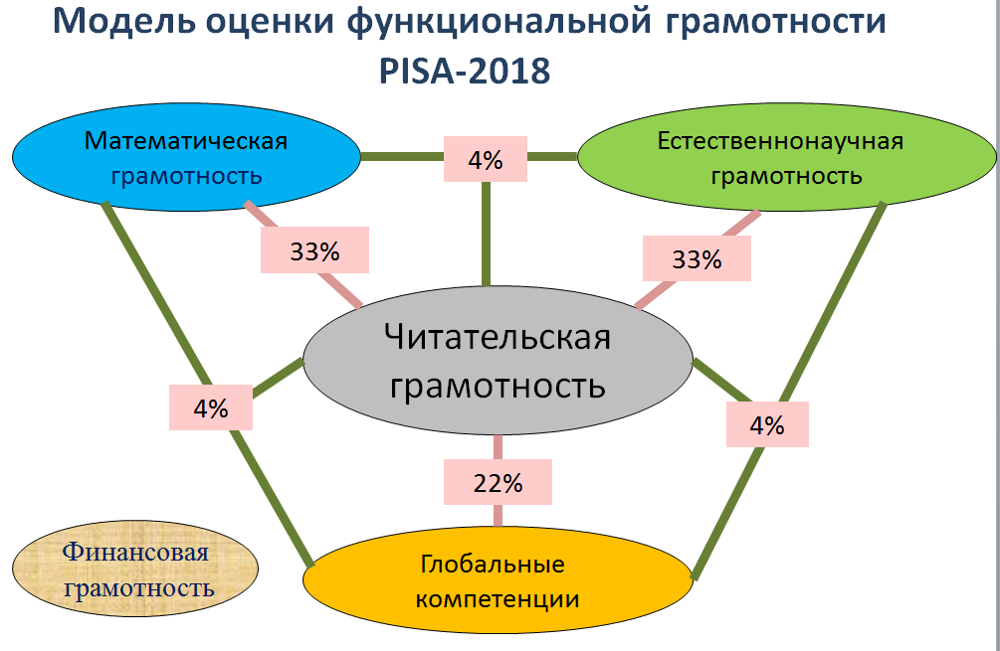 Модель оценки функциональной грамотности
PISA-2018
Математическая
грамотность
Естественнонаучная
грамотность
4%
33%
33%
Читательская
грамотность
4%
4%
22%
Финансовая
грамотность
Глобальные
компетенции